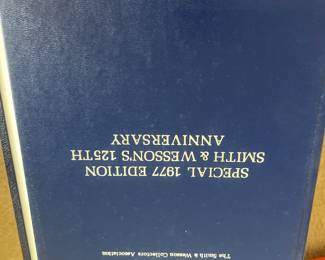 SPECIAL 1977 EDITION
SMITH & WESSON'S 125TH
ANNIVERSARY
The Smith & Wesson Collectors Association